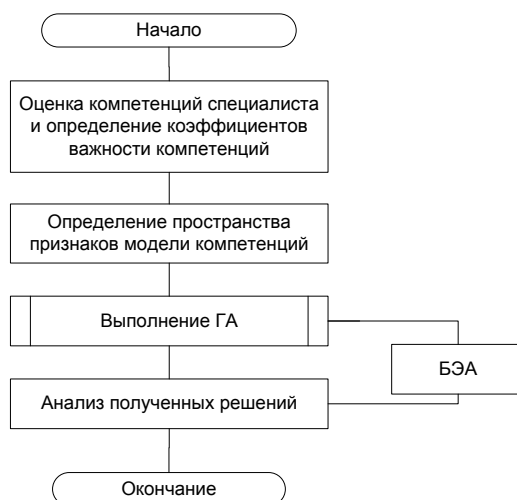 Начало
Оценка компетенций специалиста
и определение коэффициентов
важности компетенций
Определение пространства
признаков модели компетенций
Выполнение ГА
БЭА
Анализ полученных решений
Окончание